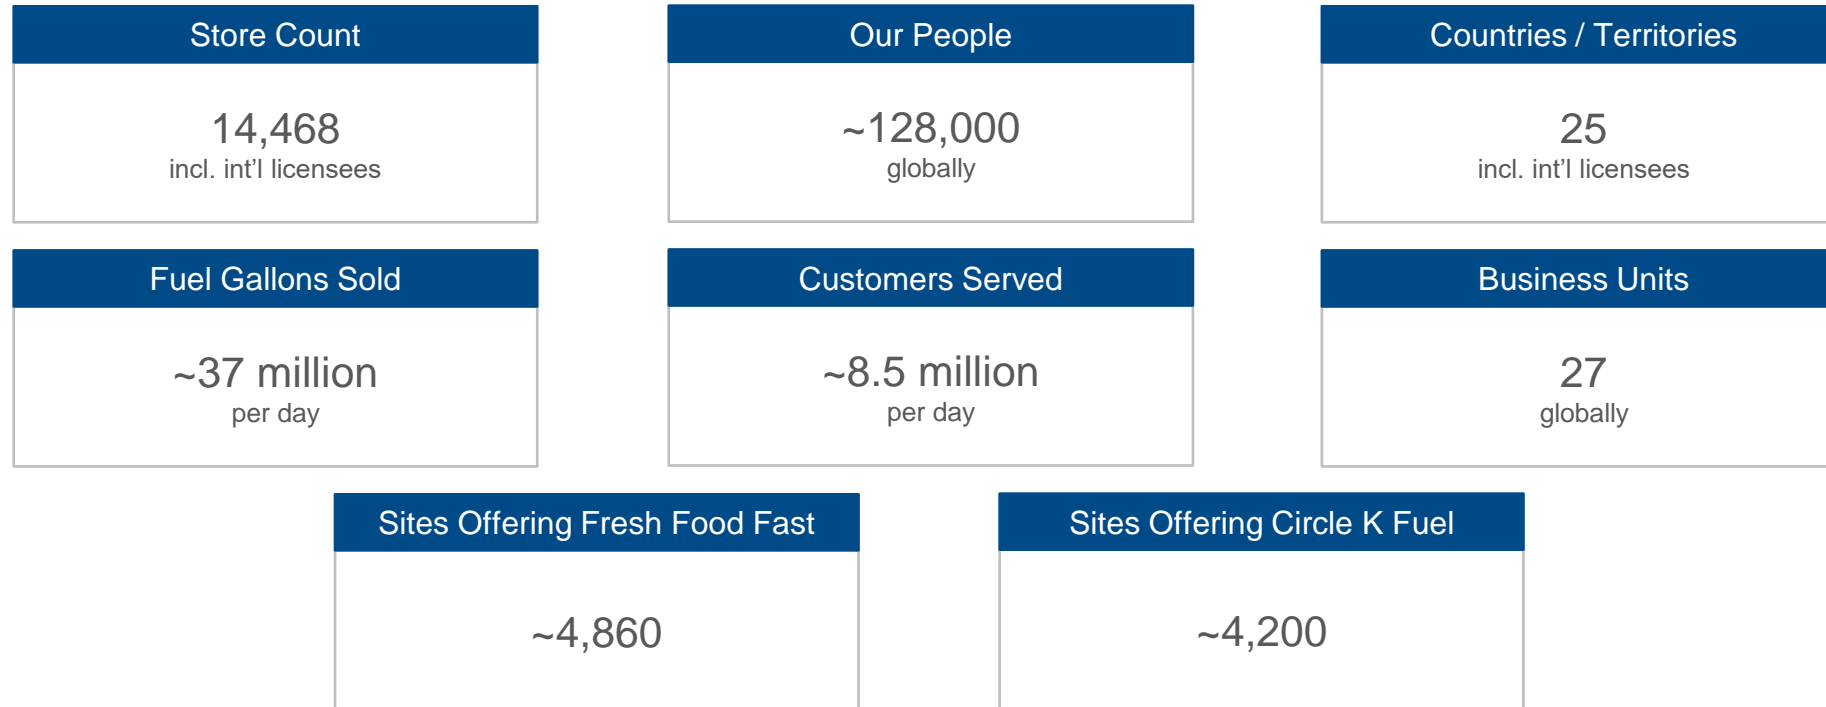 Store Count
14,468
incl. int'l licensees
Our People
~128,000
globally
Countries / Territories
25
incl. int'l licensees
Fuel Gallons Sold
~37 million
per day
Customers Served
~8.5 million
per day
Business Units
27
globally
Sites Offering Fresh Food Fast
~4,860
Sites Offering Circle K Fuel
~4,200